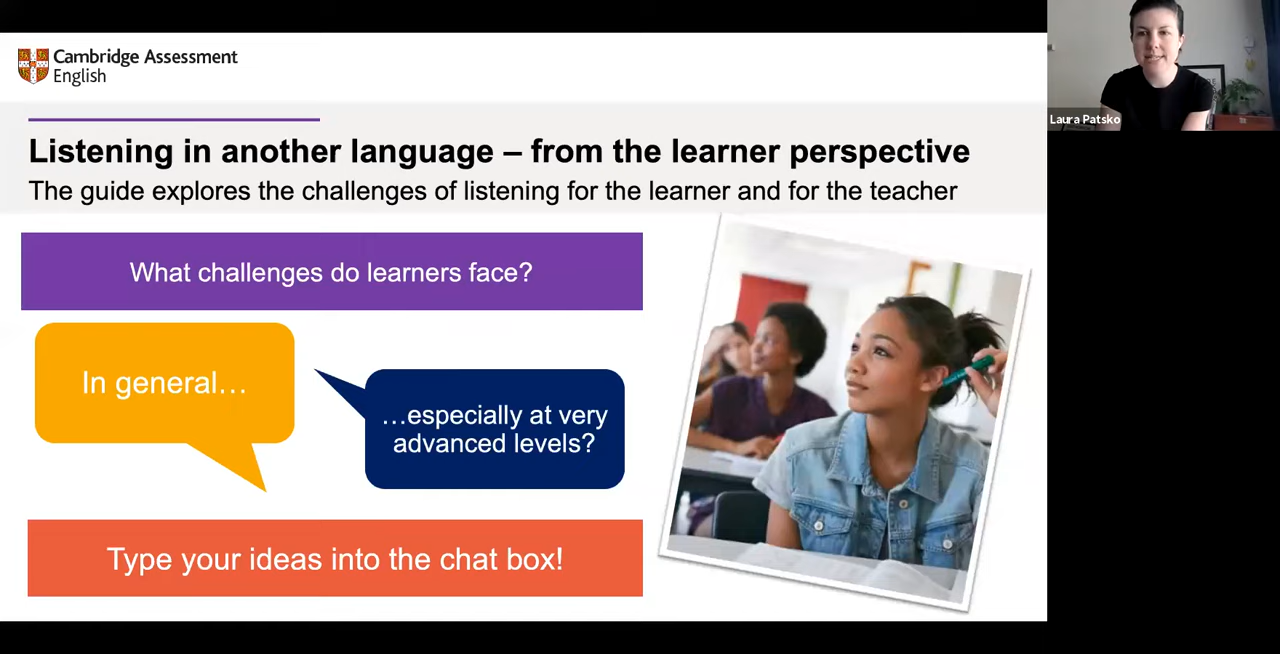 Cambridge Assessment
English
Laura Patsko
Listening in another language – from the learner perspective
The guide explores the challenges of listening for the learner and for the teacher
What challenges do learners face?
In general…
…especially at very
advanced levels?
Type your ideas into the chat box!